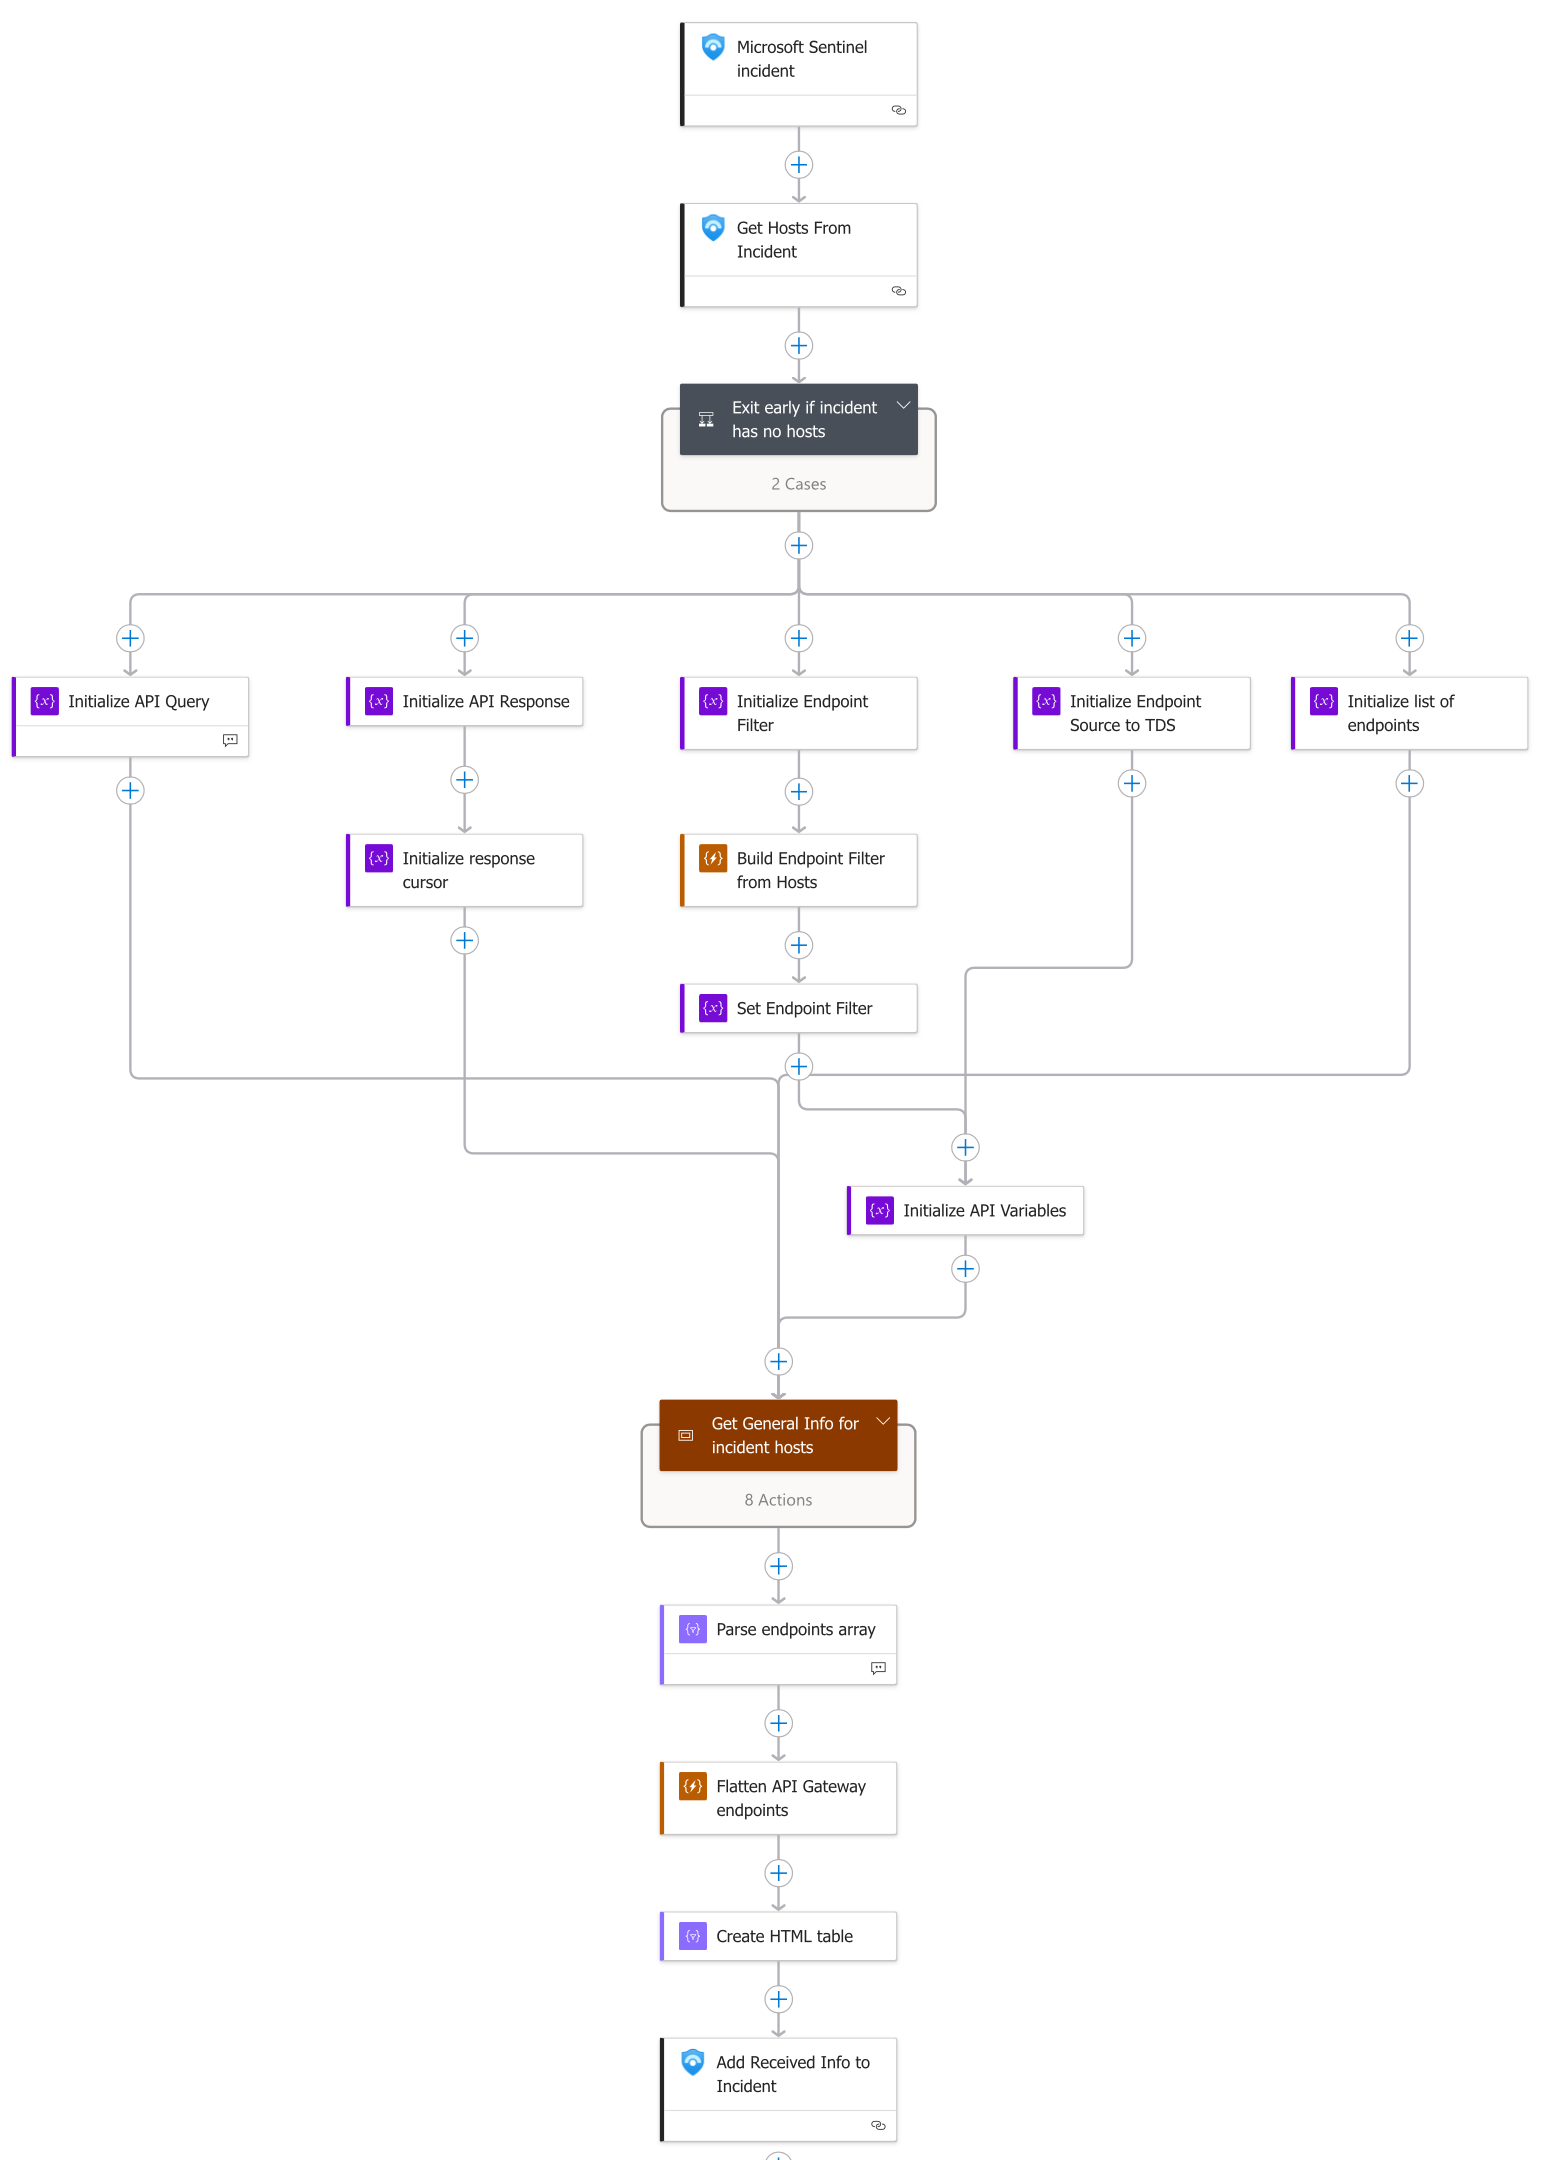 Microsoft Sentinel
incident
Get Hosts From
Incident
Exit early if incident
has no hosts
2 Cases
Initialize API Query
Initialize API Response
Initialize Endpoint
Filter
Initialize Endpoint
Source to TDS
Initialize list of
endpoints
Initialize response
cursor
Build Endpoint Filter
from Hosts
Set Endpoint Filter
Initialize API Variables
Get General Info for
incident hosts
8 Actions
Parse endpoints array
Flatten API Gateway
endpoints
Create HTML table
Add Received Info to
Incident